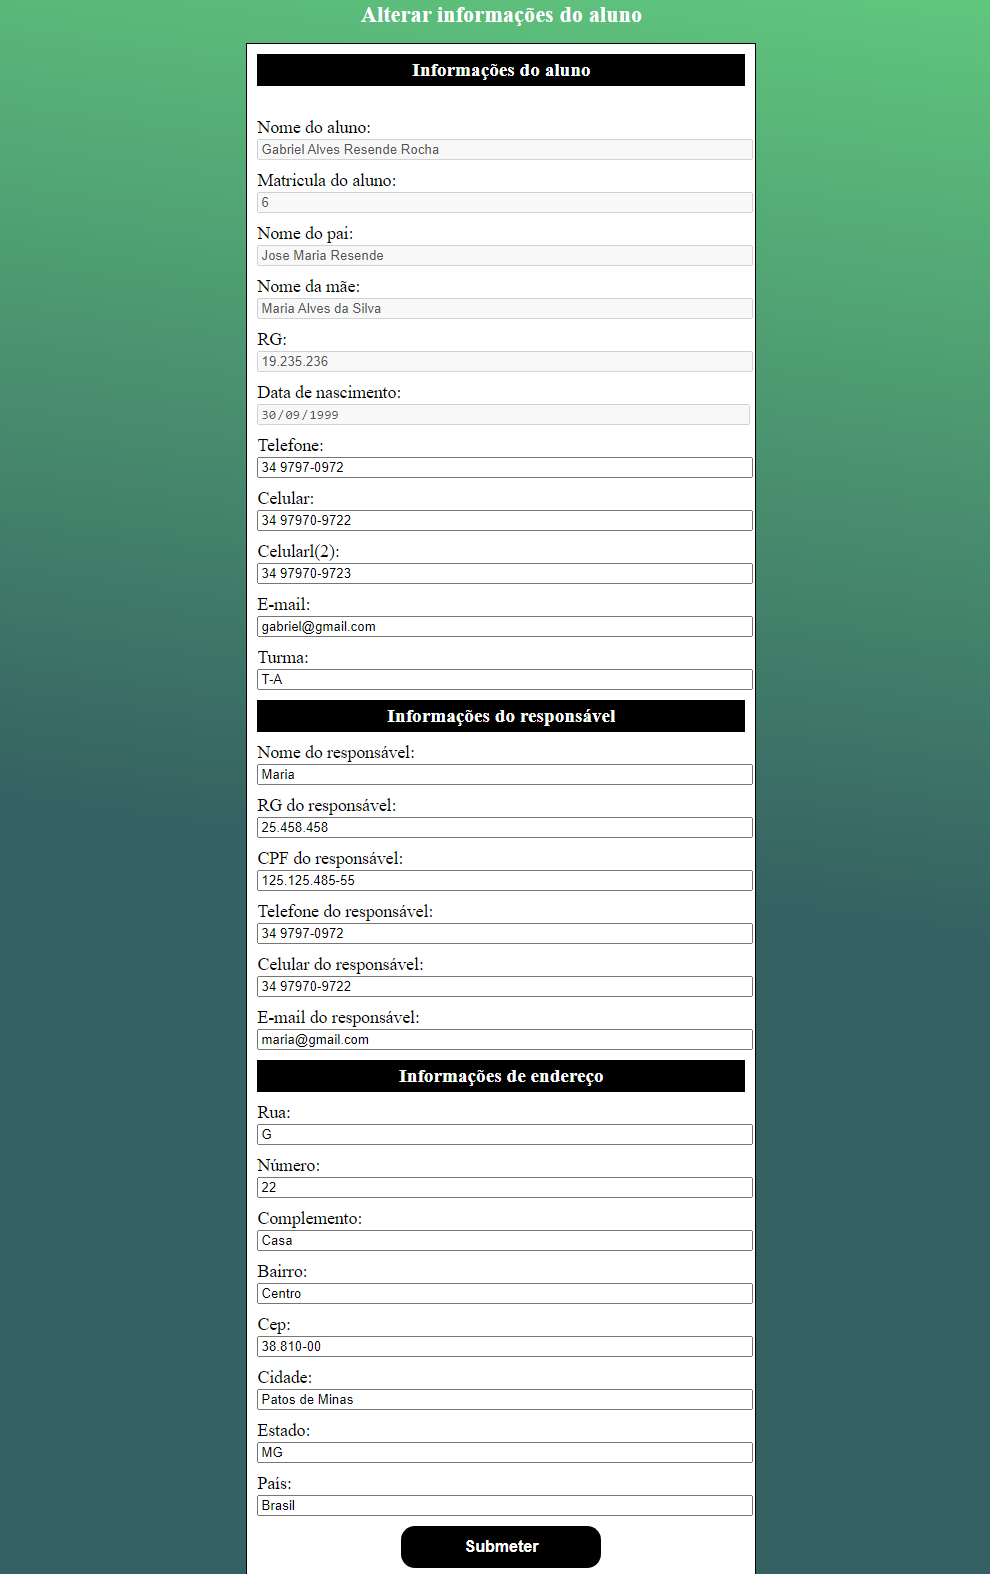 Alterar informações do aluno
Informações do aluno
Nome do aluno:
Gabriel Alves Resende Rocha
Matricula do aluno:
6
Nome do pai:
Jose Maria Resende
Nome da mãe:
Maria Alves da Silva
RG:
19.235.236
Data de nascimento:
30/09/1999
Telefone:
34 9797-0972
Celular:
34 97970-9722
Celularl(2):
34 97970-9723
E-mail:
gabriel@gmail.com
Turma:
T-A
Informações do responsável
Nome do responsável:
Maria
RG do responsável:
25.458.458
CPF do responsável:
125.125.485-55
Telefone do responsável:
34 9797-0972
Celular do responsável:
34 97970-9722
E-mail do responsável:
maria@gmail.com
Informações de endereço
Rua:
G
Número:
22
Complemento:
Casa
Bairro:
Centro
Cep:
38.810-00
Cidade:
Patos de Minas
Estado:
MG
País:
Brasil
Submeter